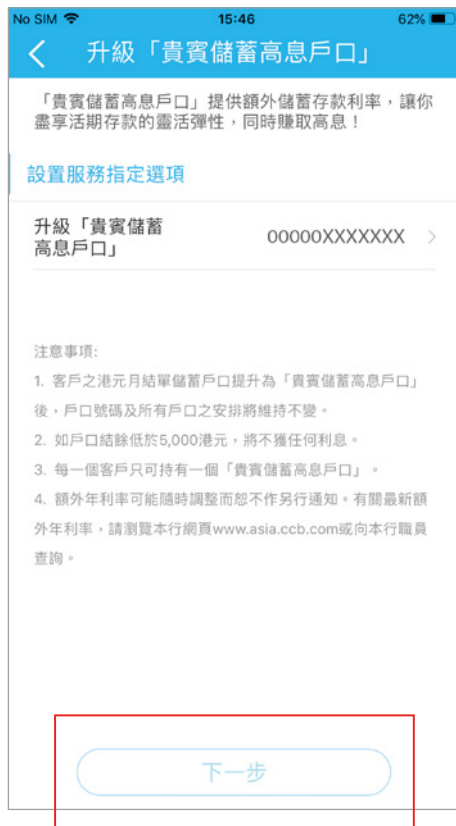 No SIM 15:46 62%
升級「貴賓儲蓄高息戶口」
「貴賓儲蓄高息戶口」提供額外儲蓄存款利率，讓你
盡享活期存款的靈活彈性，同時賺取高息！
設置服務指定選項
升級「貴賓儲蓄
高息戶口」
00000XXXXXXX
注意事項:
1. 客戶之港元月結單儲蓄戶口提升為「貴賓儲蓄高息戶口」
後，戶口號碼及所有戶口之安排將維持不變。
2. 如戶口結餘低於5,000港元，將不獲任何利息。
3. 每一個客戶只可持有一個「貴賓儲蓄高息戶口」。
4. 額外年利率可能隨時調整而恕不作另行通知。有關最新額
外年利率，請瀏覽本行網頁www.asia.ccb.com或向本行職員
查詢。
下一步